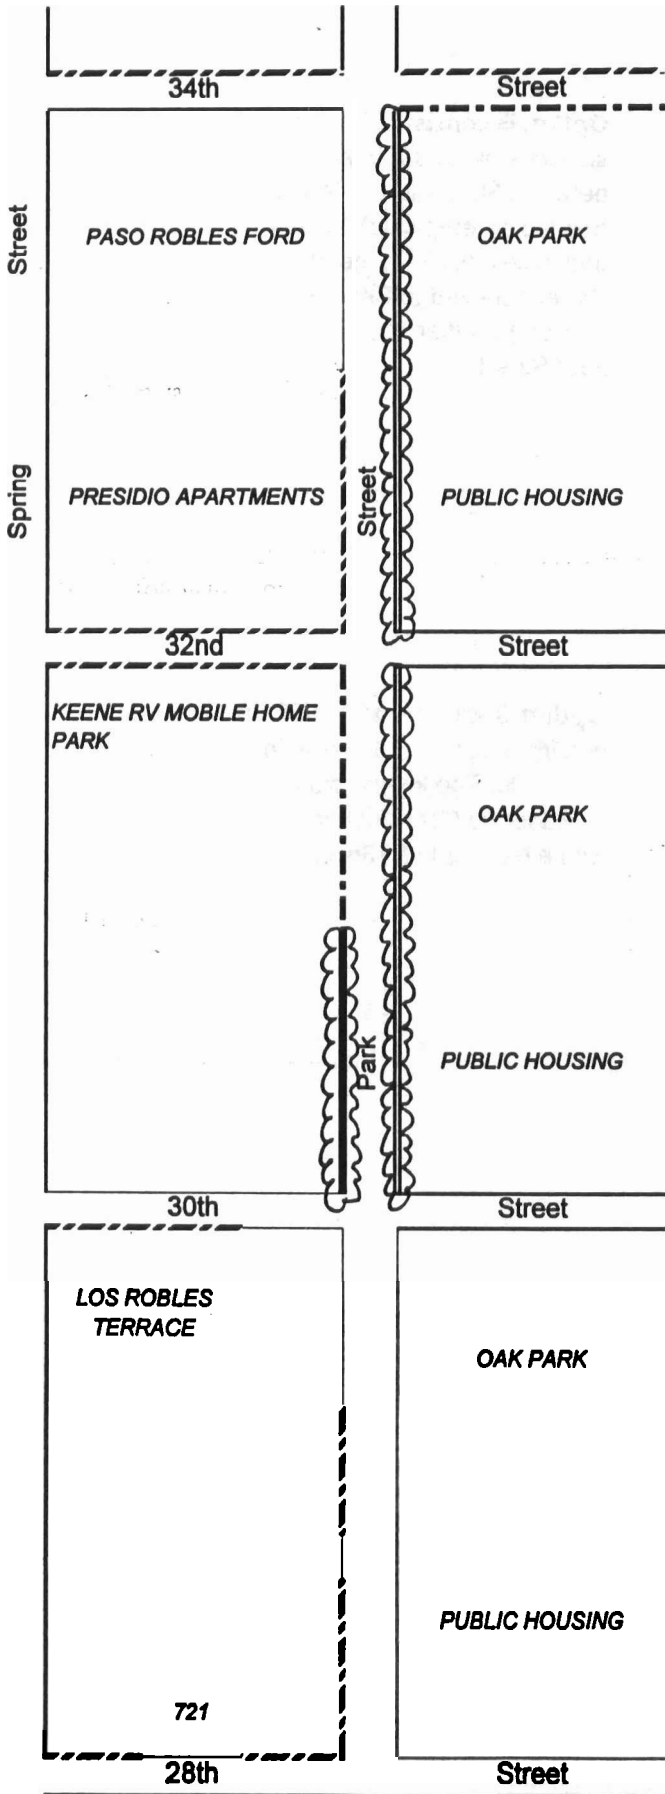 34th Street
Street
PASO ROBLES FORD
OAK PARK
Spring
PRESIDIO APARTMENTS
Street
PUBLIC HOUSING
32nd Street
KEENE RV MOBILE HOME
PARK
OAK PARK
Park
PUBLIC HOUSING
30th Street
LOS ROBLES
TERRACE
OAK PARK
PUBLIC HOUSING
721
28th Street